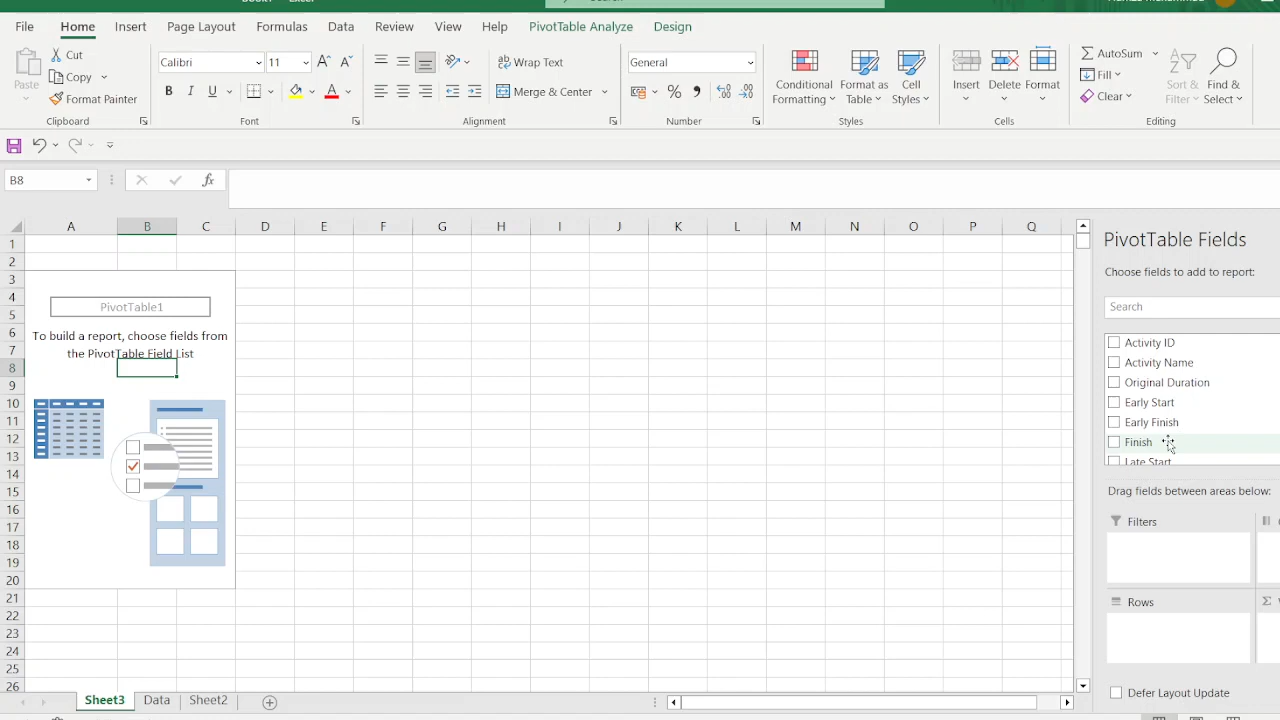 File Home Insert Page Layout Formulas Data Review View Help PivotTable Analyze Design
Paste Cut Copy Format Painter
Calibri 11
B I U
Wrap Text
Merge & Center
General
%
Conditional Formatting
Format as Table
Cell Styles
Insert Delete Format
AutoSum
Fill
Clear
Sort & Filter
Find & Select
Clipboard Font Alignment Number Styles Cells Editing
B8 fx
A B C D E F G H I J K L M N O P Q
1
2
3
4
5
6
7
8
9
10
11
12
13
14
15
16
17
18
19
20
21
22
23
24
25
26
PivotTable1
To build a report, choose fields from
the PivotTable Field List
PivotTable Fields
Choose fields to add to report:
Search
Activity ID
Activity Name
Original Duration
Early Start
Early Finish
Finish
Late Start
Drag fields between areas below:
Filters
Rows
Σ
Defer Layout Update
Sheet3 Data Sheet2